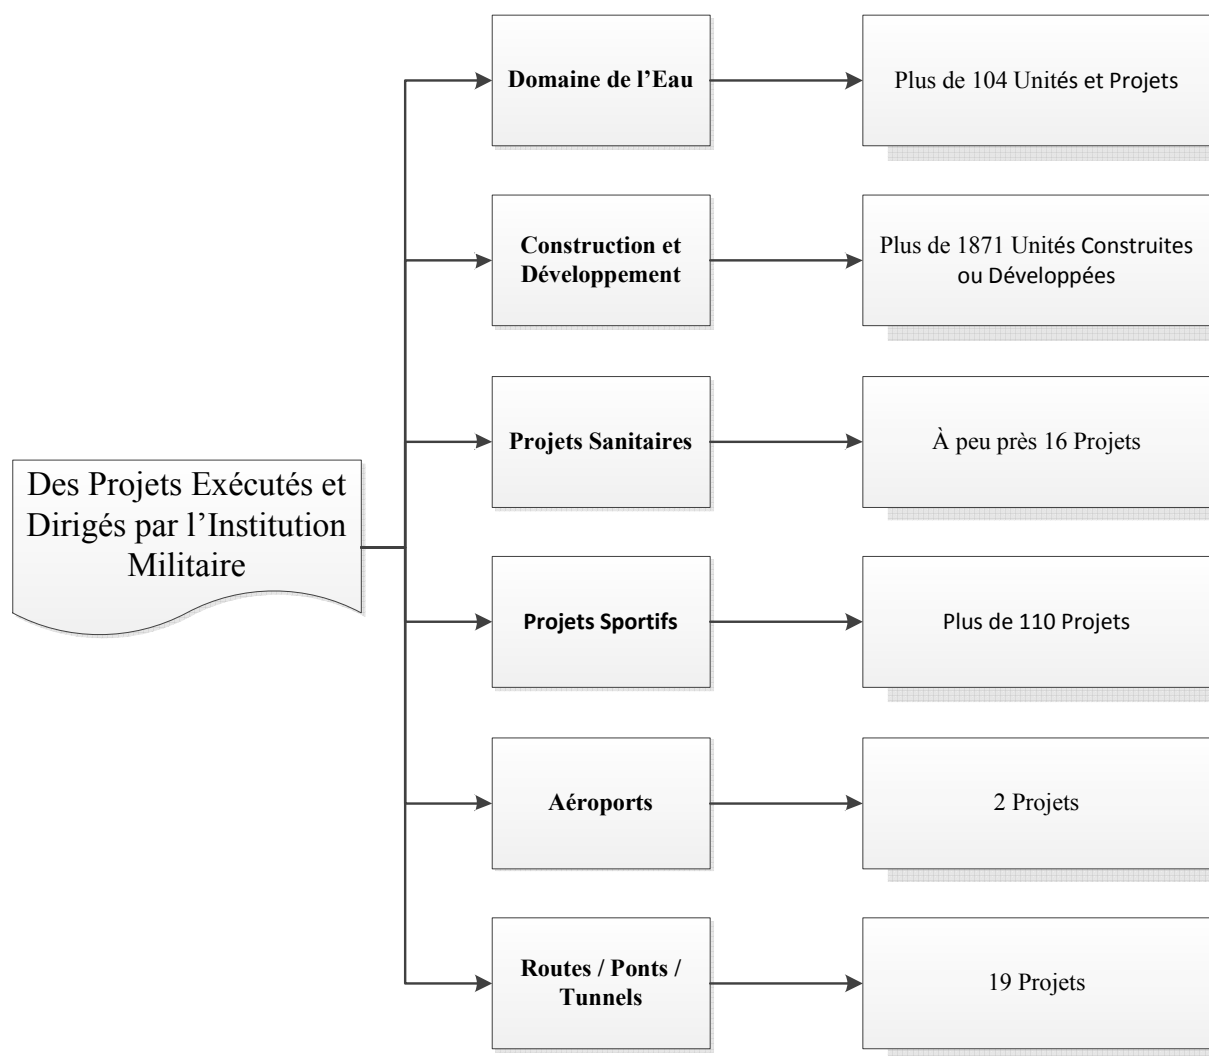 Domaine de l’Eau
Plus de 104 Unités et Projets
Construction et
Développement
Plus de 1871 Unités Construites
ou Développées
Projets Sanitaires
À peu près 16 Projets
Des Projets Exécutés et
Dirigés par l’Institution
Militaire
Projets Sportifs
Plus de 110 Projets
Aéroports
2 Projets
Routes / Ponts /
Tunnels
19 Projets